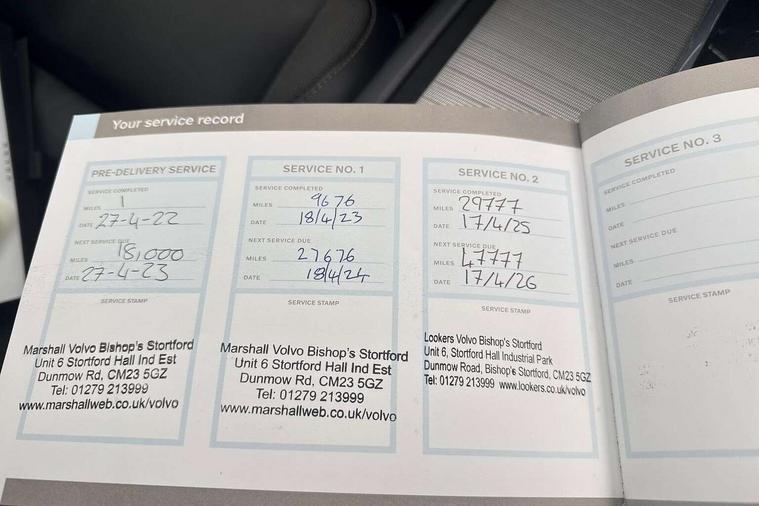 Your service record
PRE-DELIVERY SERVICE
SERVICE COMPLETED
MILES 1
DATE 27-4-22
NEXT SERVICE DUE
MILES 18,000
DATE 27-4-23
SERVICE STAMP
Marshall Volvo Bishop's Stortford
Unit 6 Stortford Hall Ind Est
Dunmow Rd, CM23 5GZ
Tel: 01279 213999
www.marshallweb.co.uk/volvo
SERVICE NO. 1
SERVICE COMPLETED
MILES 9676
DATE 18/4/23
NEXT SERVICE DUE
MILES 27676
DATE 18/4/24
SERVICE STAMP
Marshall Volvo Bishop's Stortford
Unit 6 Stortford Hall Ind Est
Dunmow Rd, CM23 5GZ
Tel: 01279 213999
www.marshallweb.co.uk/volvo
SERVICE NO. 2
SERVICE COMPLETED
MILES 29777
DATE 17/4/25
NEXT SERVICE DUE
MILES 47777
DATE 17/4/26
SERVICE STAMP
Lookers Volvo Bishop's Stortford
Unit 6, Stortford Hall Industrial Park
Dunmow Road, Bishop's Stortford, CM23 5GZ
Tel: 01279 213999 www.lookers.co.uk/volvo
SERVICE NO. 3
SERVICE COMPLETED
MILES
DATE
NEXT SERVICE DUE
MILES
DATE
SERVICE STAMP